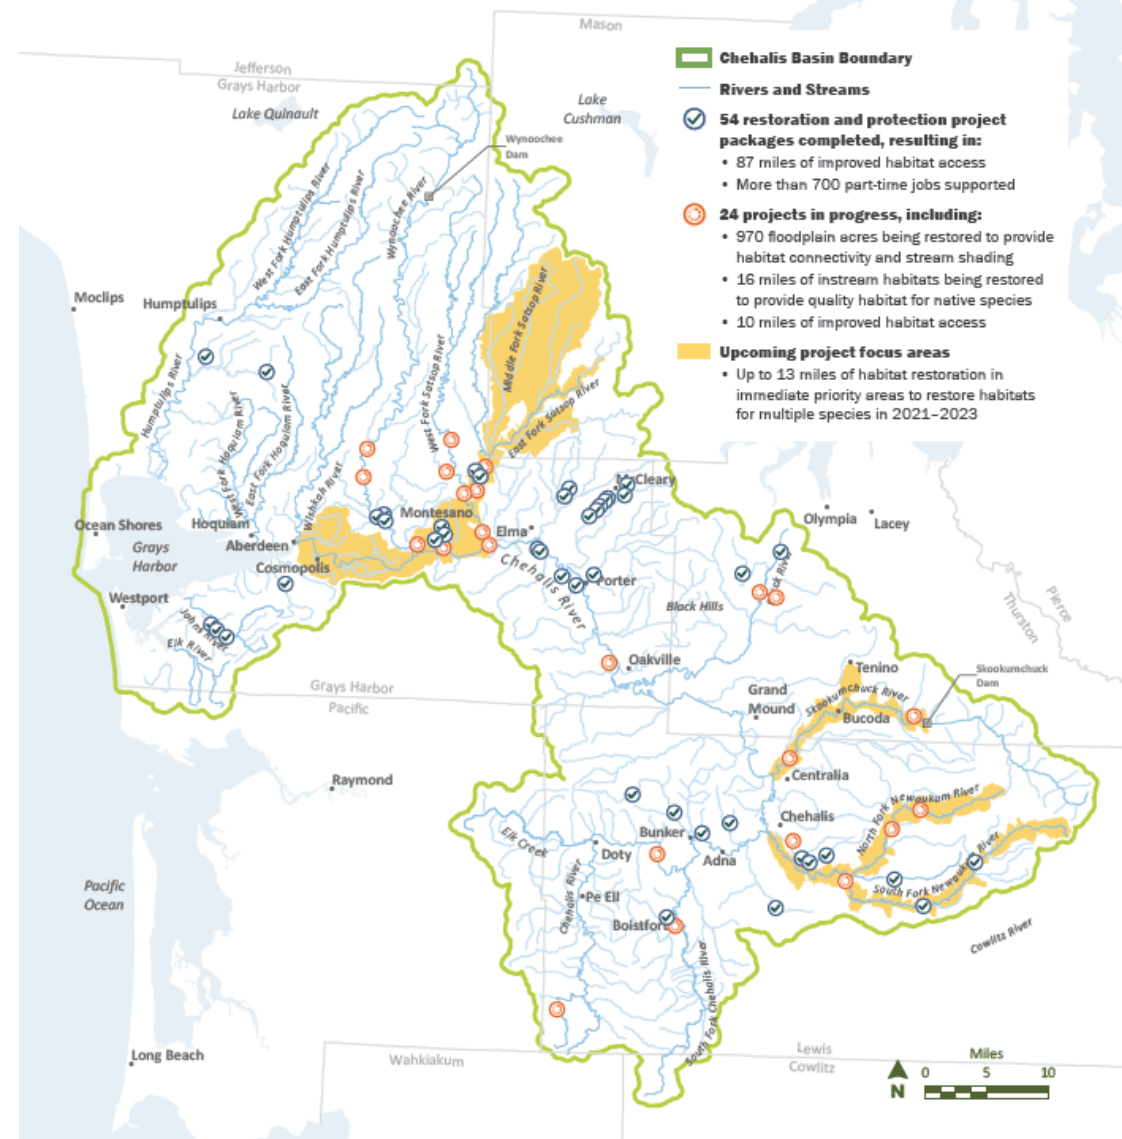 Mason
Jefferson
Grays Harbor
Lake Quinault
Lake
Cushman
Wynoochee
Dam
Chehalis Basin Boundary
Rivers and Streams
54 restoration and protection project
packages completed, resulting in:
• 87 miles of improved habitat access
• More than 700 part-time jobs supported
24 projects in progress, including:
• 970 floodplain acres being restored to provide
habitat connectivity and stream shading
• 16 miles of instream habitats being restored
to provide quality habitat for native species
• 10 miles of improved habitat access
Upcoming project focus areas
• Up to 13 miles of habitat restoration in
immediate priority areas to restore habitats
for multiple species in 2021–2023
West Fork Humptulips River
East Fork Humptulips River
Wynoochee River
Moclips
Humptulips
Humptulips River
West Fork Hoquiam River
East Fork Hoquiam River
Wishkah River
West Fork Satsop River
Middle Fork Satsop River
East Fork Satsop River
Ocean Shores
Hoquiam
Grays
Harbor
Aberdeen
Cosmopolis
Westport
Johns River
Elk River
Montesano
Elma
McCleary
Chehalis River
Porter
Olympia
Lacey
Black Hills
River
Pierce
Thurston
Oakville
Tenino
Skookumchuck
Dam
Grays Harbor
Pacific
Grand
Mound
Skookumchuck River
Bucoda
Raymond
Centralia
Chehalis
North Fork Newaukum River
South Fork Newaukum River
Bunker
Adna
Elk Creek
Doty
Chehalis River
Pe Ell
Boistfort
South Fork Chehalis River
Cowlitz River
Pacific
Ocean
Long Beach
Wahkiakum
Lewis
Cowlitz
Miles
0 5 10
N